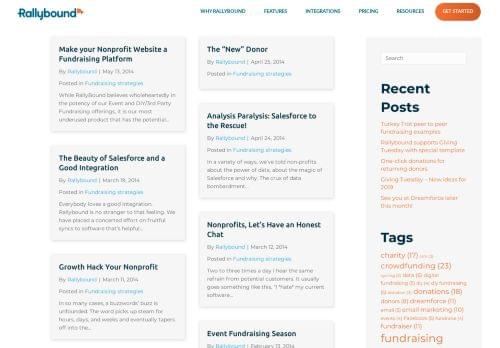 Rallybound
WHY RALLYBOUND
FEATURES
INTEGRATIONS
PRICING
RESOURCES
GET STARTED
Make your Nonprofit Website a
Fundraising Platform
By Rallybound | May 13, 2014
Posted in Fundraising strategies
While RallyBound believes wholeheartedly in
the potency of our Event and DIY/3rd Party
Fundraising offerings, it is our most
underused product that has the potential...
The Beauty of Salesforce and a
Good Integration
By Rallybound | March 19, 2014
Posted in Fundraising strategies
Everybody loves a good integration.
Rallybound is no stranger to that feeling. We
have placed a concerted effort on fruitful
syncs to software that's helpful...
Growth Hack Your Nonprofit
By Rallybound | March 11, 2014
Posted in Fundraising strategies
In so many cases, a buzzwords' buzz is
unfounded. The word picks up steam for
hours, days, weeks and eventually tapers
off into the...
The "New" Donor
By Rallybound | April 25, 2014
Posted in Fundraising strategies
Analysis Paralysis: Salesforce to
the Rescue!
By Rallybound | April 24, 2014
Posted in Fundraising strategies
In a variety of ways, we've told non-profits
about the power of data, about the magic of
Salesforce and why. The crux of data
bombardment...
Nonprofits, Let's Have an Honest
Chat
By Rallybound | March 12, 2014
Posted in Fundraising strategies
Two to three times a day I hear the same
refrain from potential customers. It usually
goes something like this, "I *hate* my current
software...
Event Fundraising Season
By Rallybound | February 13, 2014
Search
Recent
Posts
Turkey Trot peer to peer
fundraising examples
Rallybound supports Giving
Tuesday with special template
One-click donations for
returning donors
Giving Tuesday – New ideas for
2019
See you at Dreamforce later
this month!
Tags
charity (17)
crowdfunding (23)
cycling data (5) digital
fundraising (5) diy (4) diy fundraising
(5) donations (18)
donors (8) dreamforce (11)
email (5) email marketing (10)
events (4) Facebook (5) fundraise (4)
fundraiser (11)
fundraising